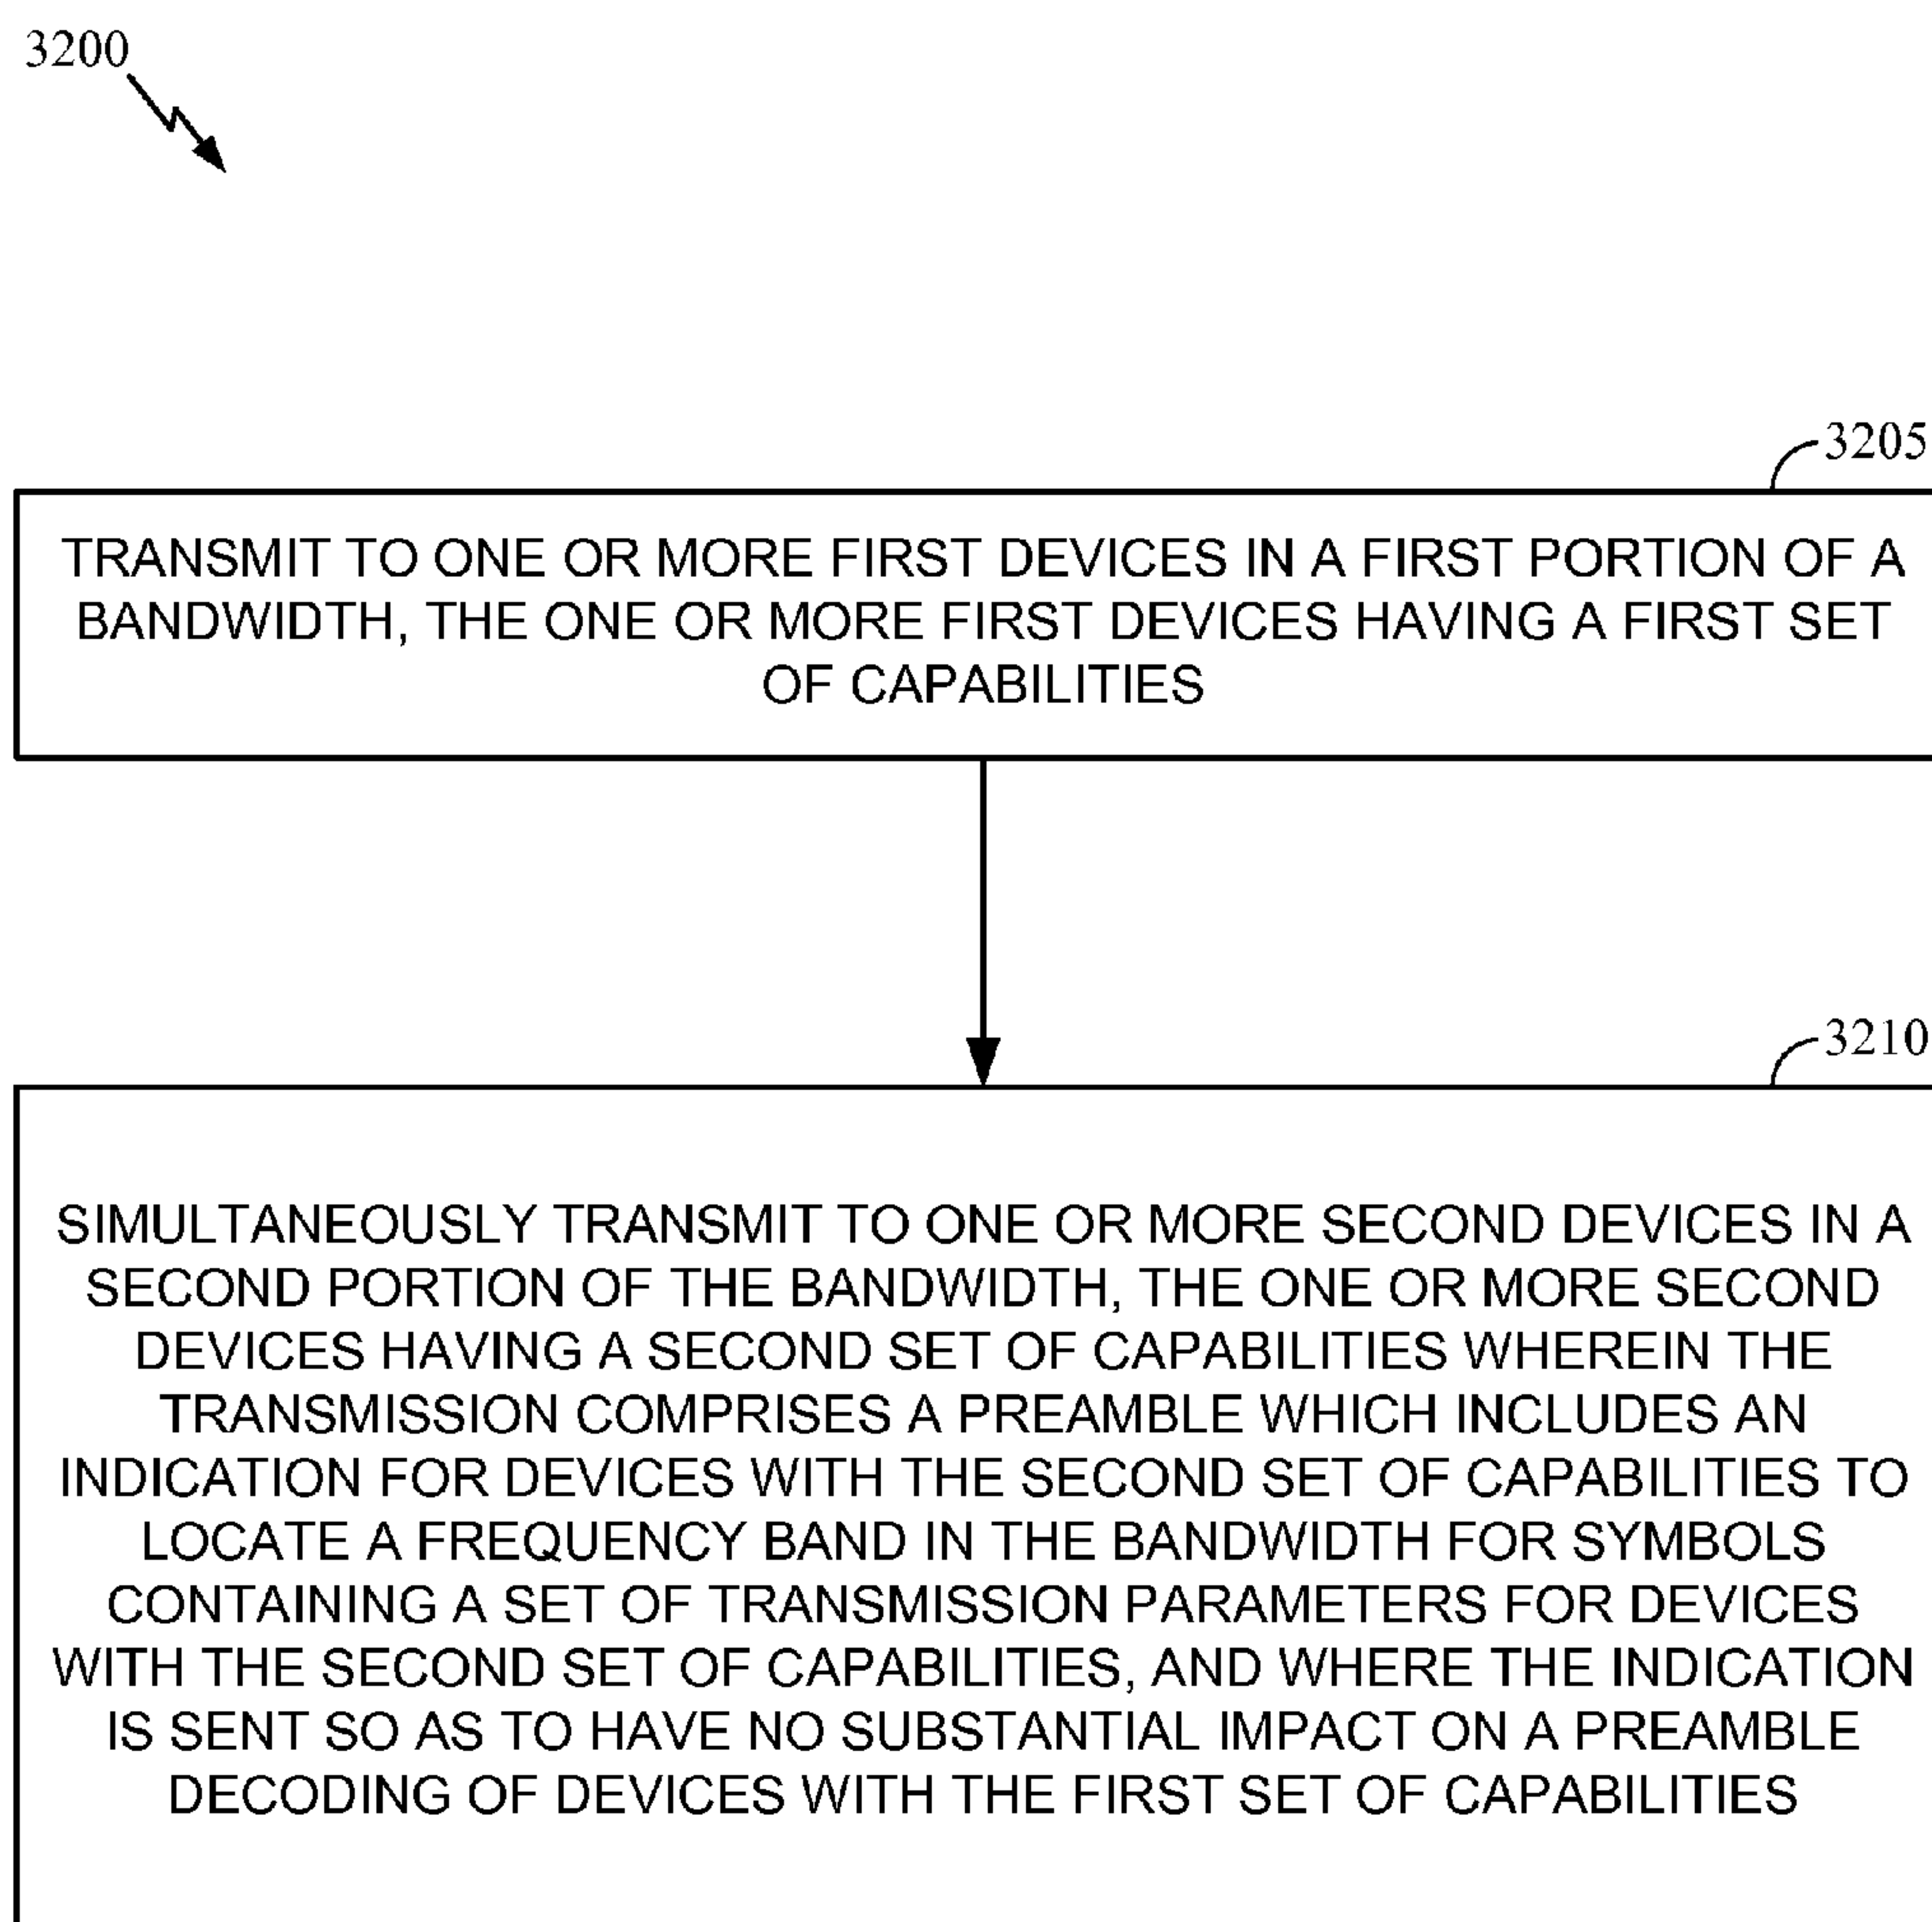 3200
3205
TRANSMIT TO ONE OR MORE FIRST DEVICES IN A FIRST PORTION OF A
BANDWIDTH, THE ONE OR MORE FIRST DEVICES HAVING A FIRST SET
OF CAPABILITIES
3210
SIMULTANEOUSLY TRANSMIT TO ONE OR MORE SECOND DEVICES IN A
SECOND PORTION OF THE BANDWIDTH, THE ONE OR MORE SECOND
DEVICES HAVING A SECOND SET OF CAPABILITIES WHEREIN THE
TRANSMISSION COMPRISES A PREAMBLE WHICH INCLUDES AN
INDICATION FOR DEVICES WITH THE SECOND SET OF CAPABILITIES TO
LOCATE A FREQUENCY BAND IN THE BANDWIDTH FOR SYMBOLS
CONTAINING A SET OF TRANSMISSION PARAMETERS FOR DEVICES
WITH THE SECOND SET OF CAPABILITIES, AND WHERE THE INDICATION
IS SENT SO AS TO HAVE NO SUBSTANTIAL IMPACT ON A PREAMBLE
DECODING OF DEVICES WITH THE FIRST SET OF CAPABILITIES